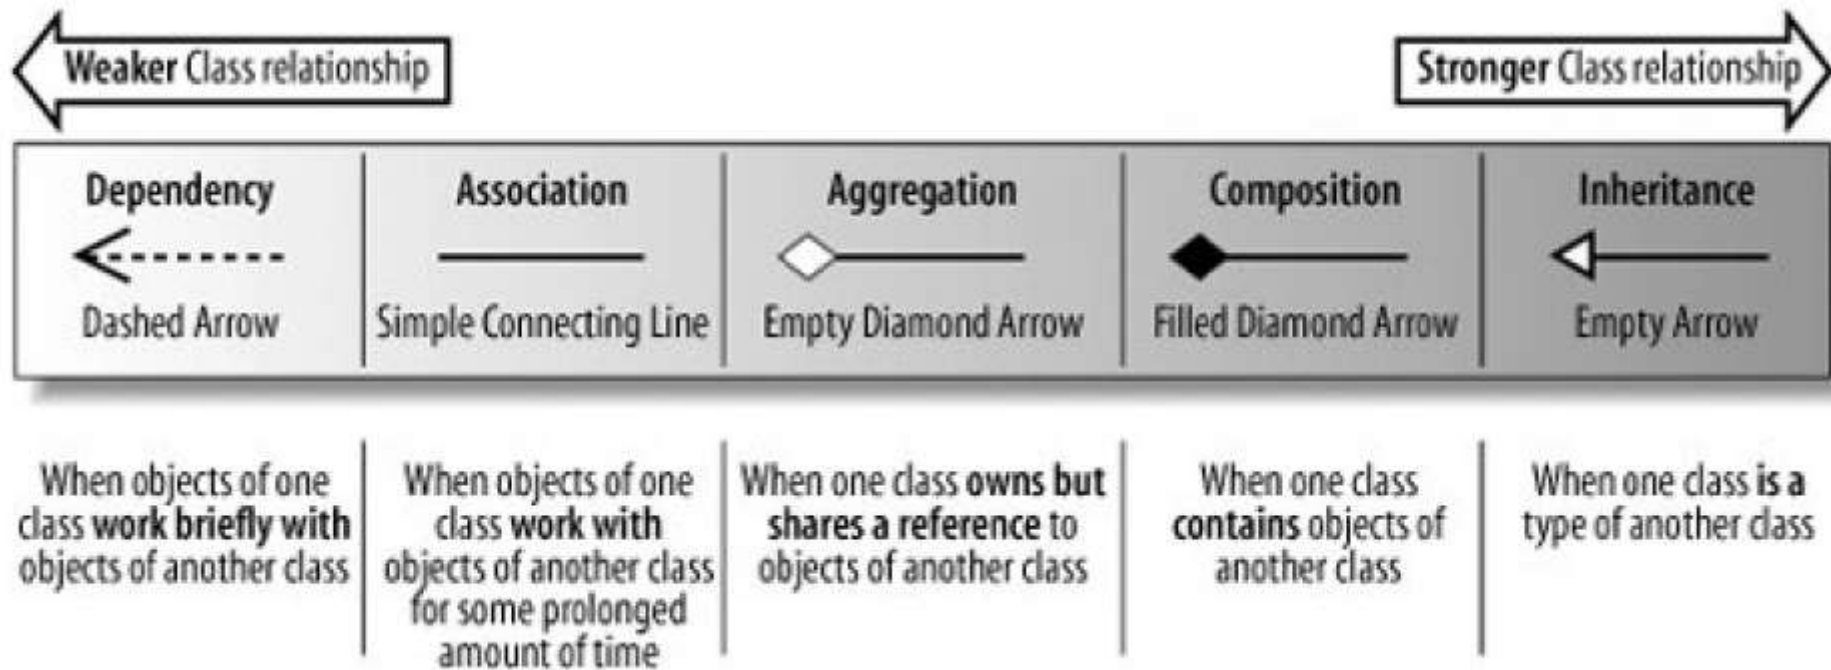 Weaker Class relationship
Stronger Class relationship
Dependency
Dashed Arrow
Association
Simple Connecting Line
Aggregation
Empty Diamond Arrow
Composition
Filled Diamond Arrow
Inheritance
Empty Arrow
When objects of one
class work briefly with
objects of another class
When objects of one
class work with
objects of another class
for some prolonged
amount of time
When one class owns but
shares a reference to
objects of another class
When one class
contains objects of
another class
When one class is a
type of another class